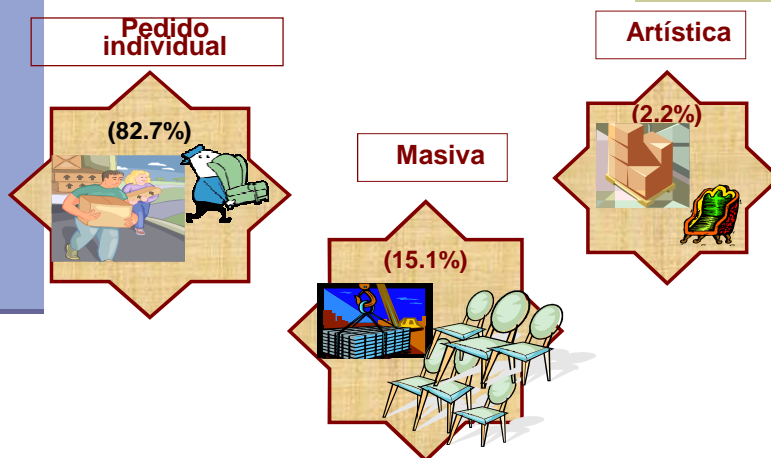 Pedido
individual
(82.7%)
Masiva
(15.1%)
Artística
(2.2%)